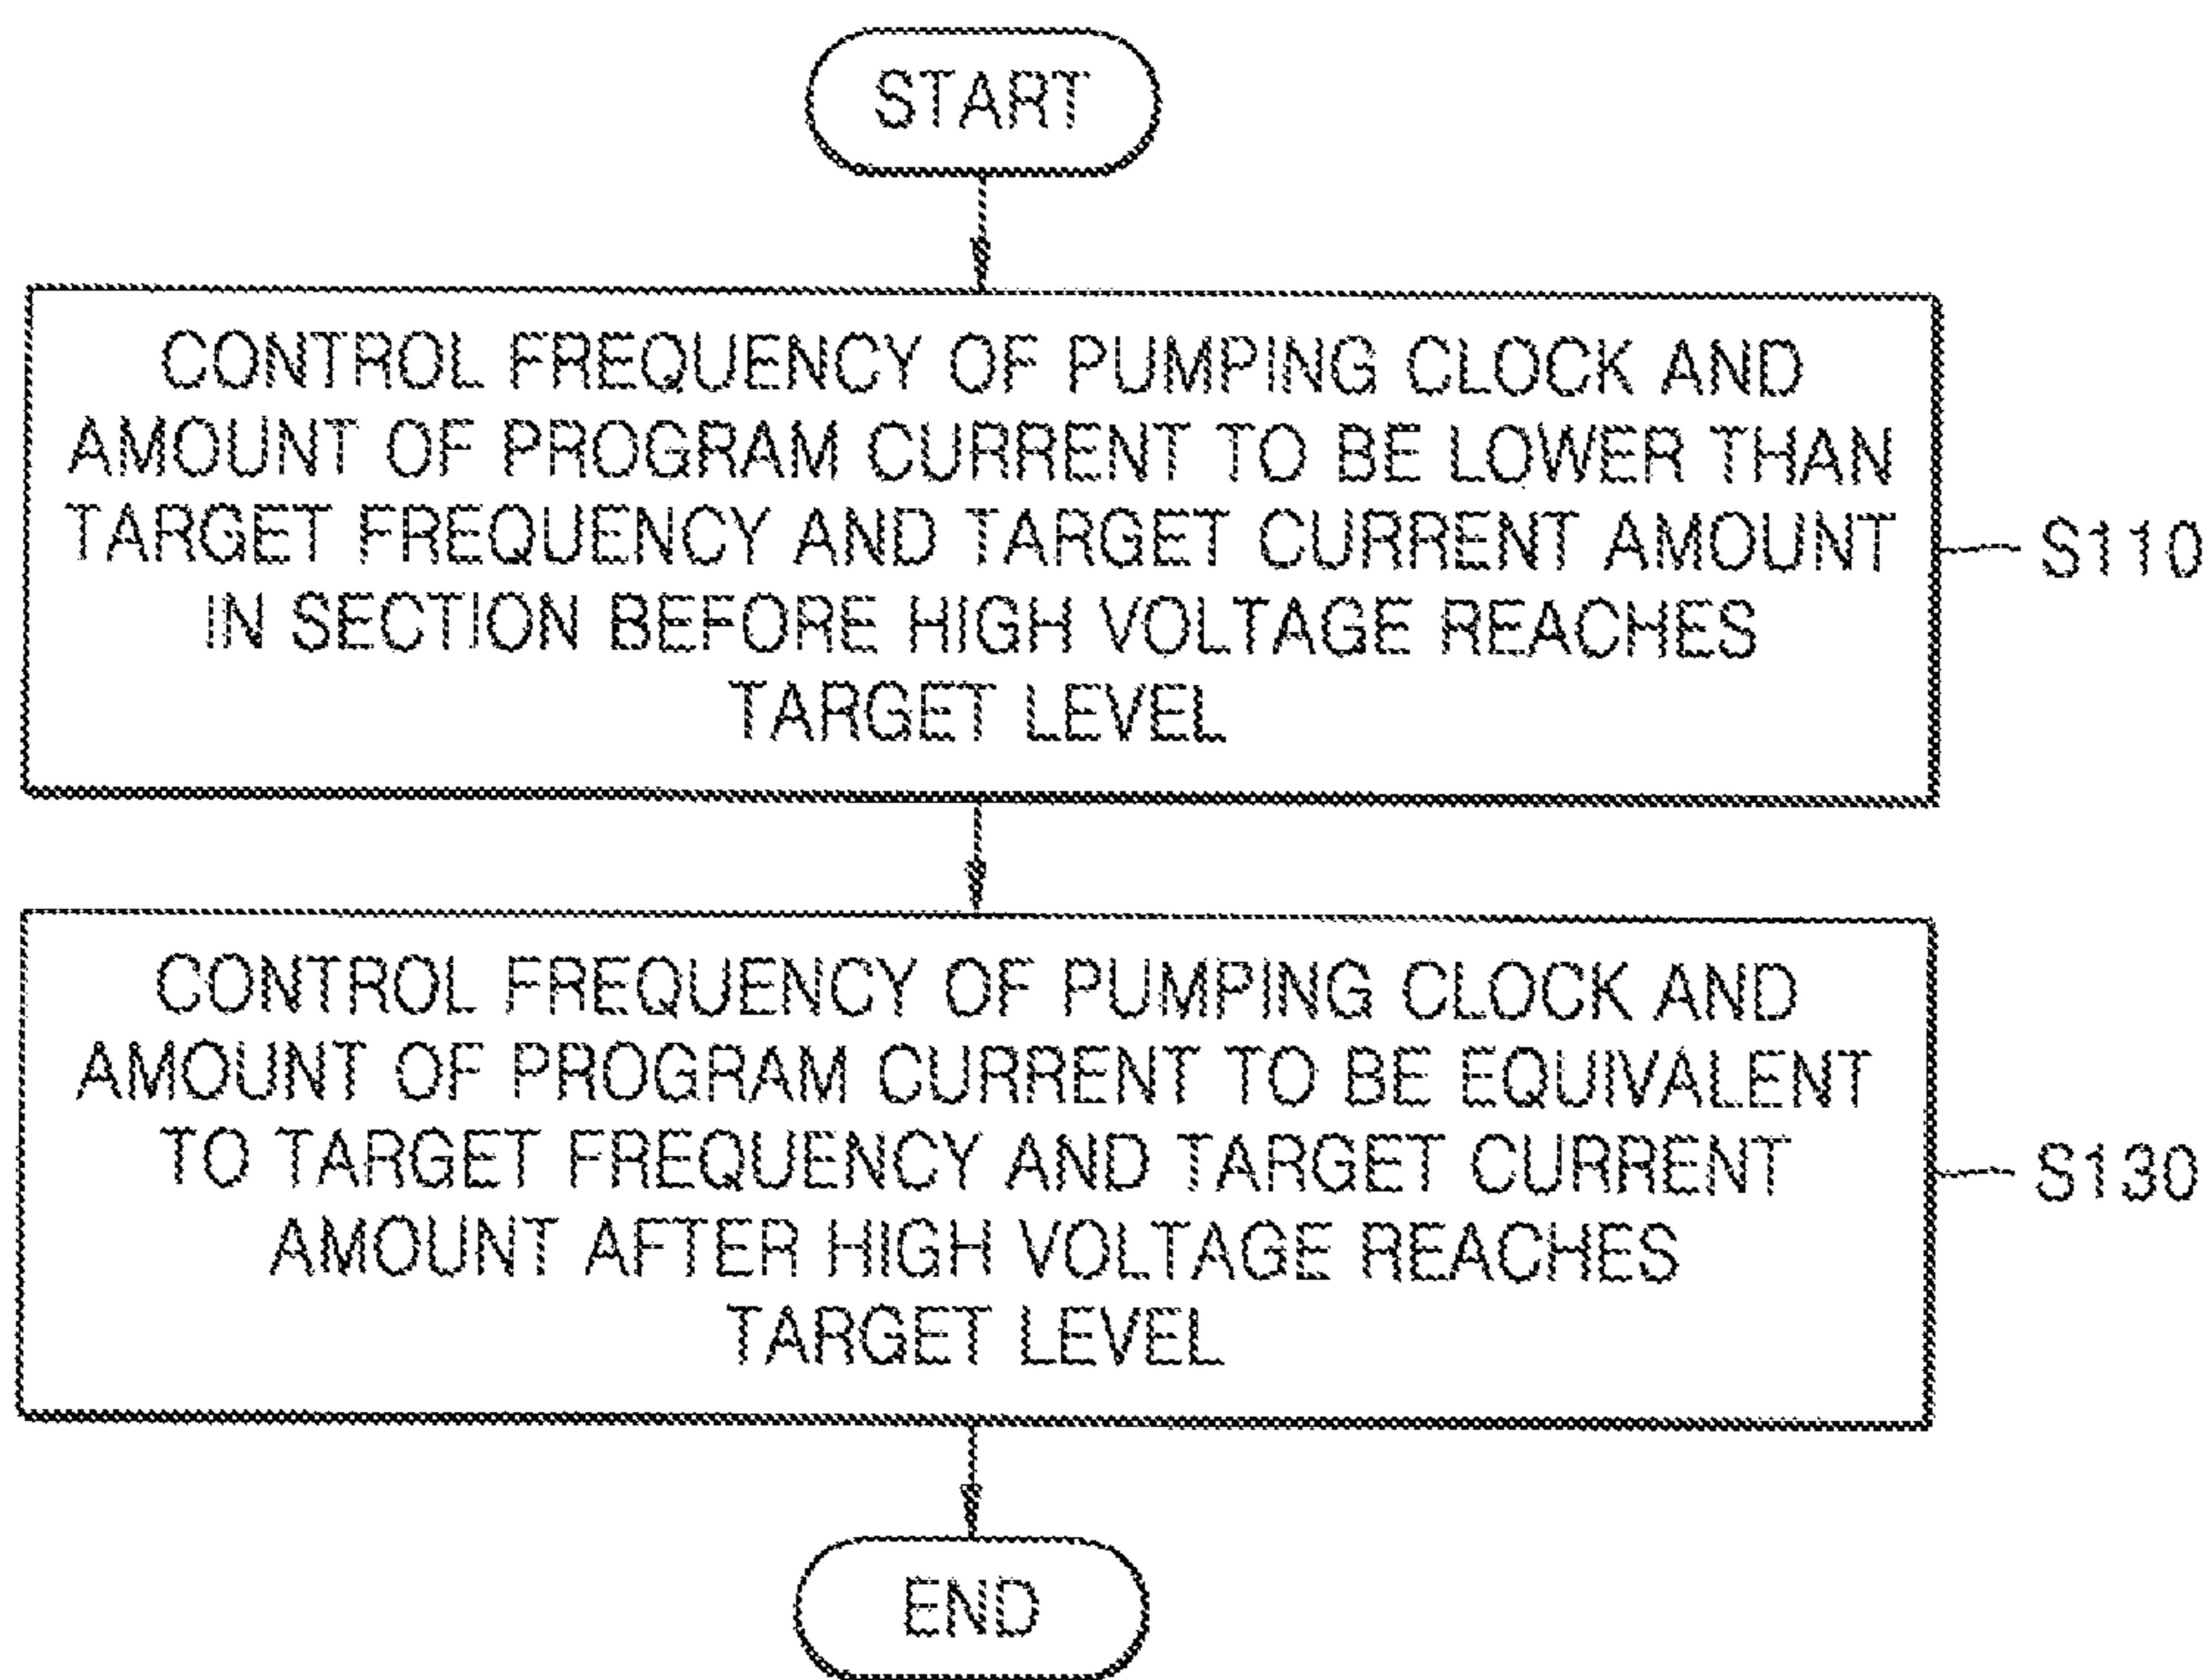 START
CONTROL FREQUENCY OF PUMPING CLOCK AND
AMOUNT OF PROGRAM CURRENT TO BE LOWER THAN
TARGET FREQUENCY AND TARGET CURRENT AMOUNT
IN SECTION BEFORE HIGH VOLTAGE REACHES
TARGET LEVEL
S110
CONTROL FREQUENCY OF PUMPING CLOCK AND
AMOUNT OF PROGRAM CURRENT TO BE EQUIVALENT
TO TARGET FREQUENCY AND TARGET CURRENT
AMOUNT AFTER HIGH VOLTAGE REACHES
TARGET LEVEL
S130
END